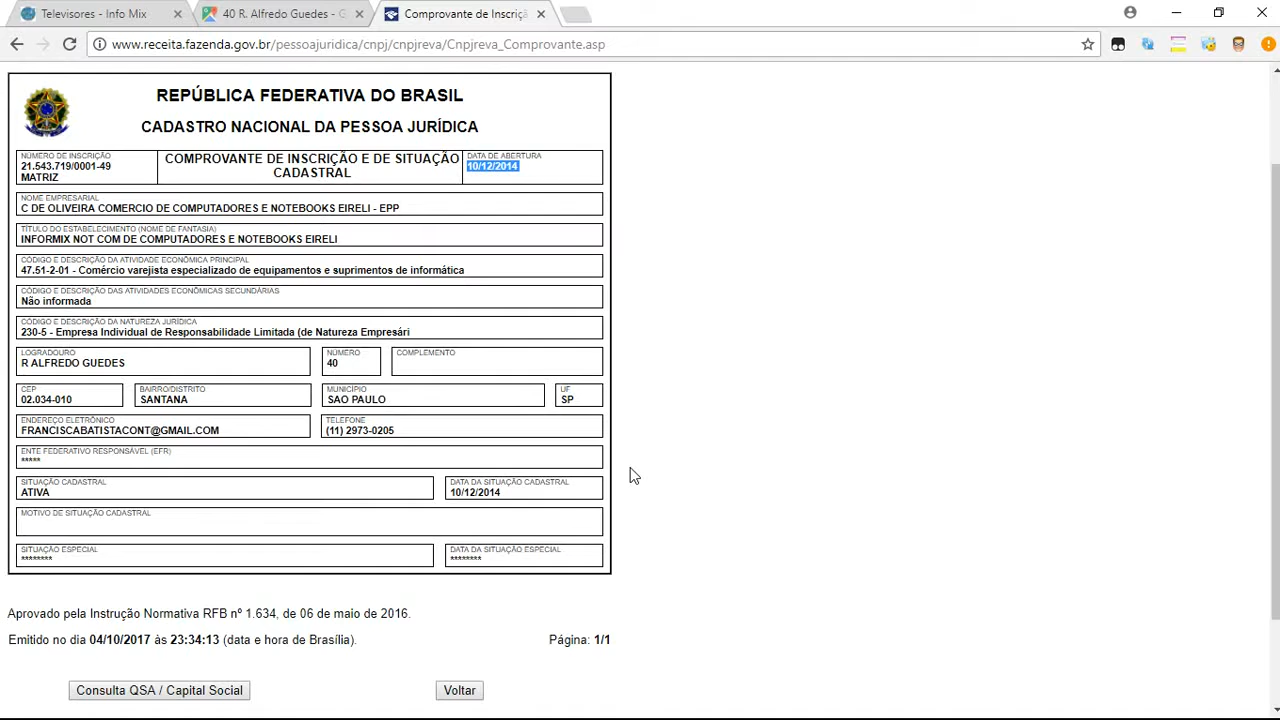 Televisores - Info Mix
40 R. Alfredo Guedes - G
Comprovante de Inscriçã
www.receita.fazenda.gov.br/pessoajuridica/cnpj/cnpjreva/Cnpjreva_Comprovante.asp
REPÚBLICA FEDERATIVA DO BRASIL
CADASTRO NACIONAL DA PESSOA JURÍDICA
NÚMERO DE INSCRIÇÃO
21.543.719/0001-49
MATRIZ
COMPROVANTE DE INSCRIÇÃO E DE SITUAÇÃO
CADASTRAL
DATA DE ABERTURA
10/12/2014
NOME EMPRESARIAL
C DE OLIVEIRA COMERCIO DE COMPUTADORES E NOTEBOOKS EIRELI - EPP
TÍTULO DO ESTABELECIMENTO (NOME DE FANTASIA)
INFORMIX NOT COM DE COMPUTADORES E NOTEBOOKS EIRELI
CÓDIGO E DESCRIÇÃO DA ATIVIDADE ECONÔMICA PRINCIPAL
47.51-2-01 - Comércio varejista especializado de equipamentos e suprimentos de informática
CÓDIGO E DESCRIÇÃO DAS ATIVIDADES ECONÔMICAS SECUNDÁRIAS
Não informada
CÓDIGO E DESCRIÇÃO DA NATUREZA JURÍDICA
230-5 - Empresa Individual de Responsabilidade Limitada (de Natureza Empresári
LOGRADOURO
R ALFREDO GUEDES
NÚMERO
40
COMPLEMENTO
CEP
02.034-010
BAIRRO/DISTRITO
SANTANA
MUNICÍPIO
SAO PAULO
UF
SP
ENDEREÇO ELETRÔNICO
FRANCISCABATISTACONT@GMAIL.COM
TELEFONE
(11) 2973-0205
ENTE FEDERATIVO RESPONSÁVEL (EFR)
*****
SITUAÇÃO CADASTRAL
ATIVA
DATA DA SITUAÇÃO CADASTRAL
10/12/2014
MOTIVO DE SITUAÇÃO CADASTRAL
SITUAÇÃO ESPECIAL
********
DATA DA SITUAÇÃO ESPECIAL
********
Aprovado pela Instrução Normativa RFB nº 1.634, de 06 de maio de 2016.
Emitido no dia 04/10/2017 às 23:34:13 (data e hora de Brasília).
Página: 1/1
Consulta QSA / Capital Social
Voltar